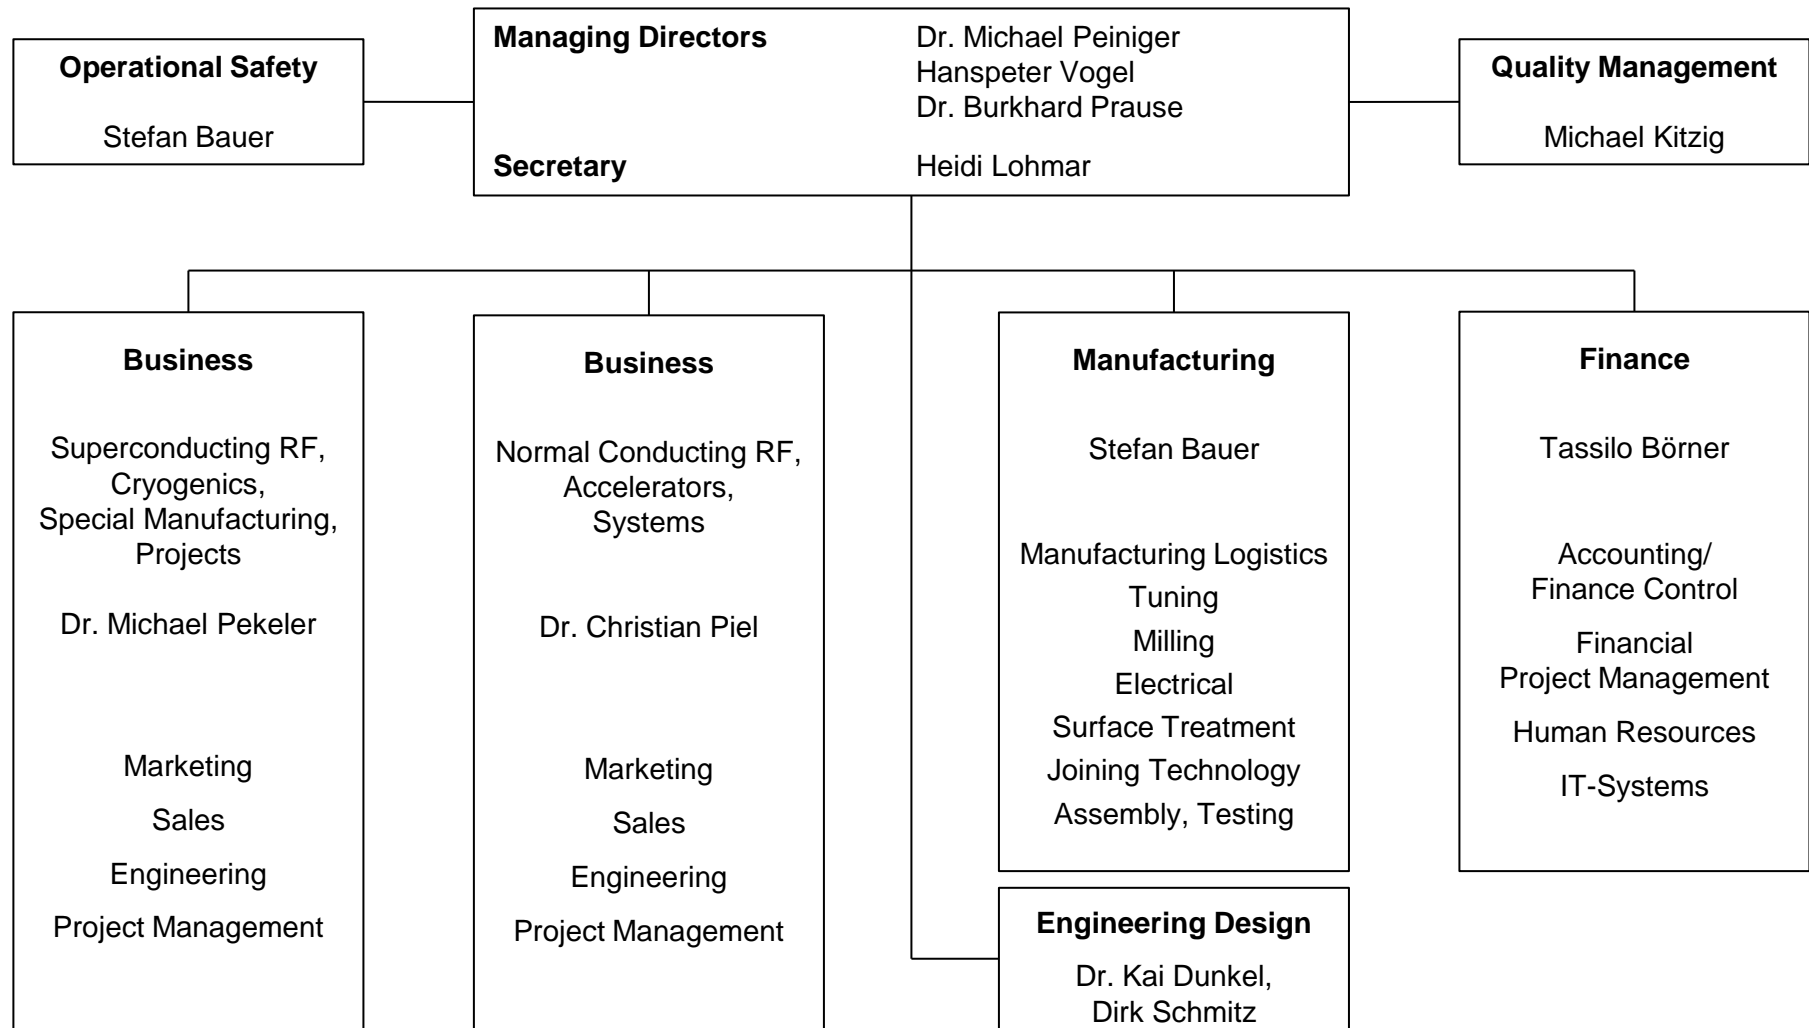 Operational Safety
Stefan Bauer
Managing Directors Dr. Michael Peiniger
Hanspeter Vogel
Dr. Burkhard Prause
Secretary Heidi Lohmar
Quality Management
Michael Kitzig
Business
Superconducting RF,
Cryogenics,
Special Manufacturing,
Projects
Dr. Michael Pekeler
Marketing
Sales
Engineering
Project Management
Business
Normal Conducting RF,
Accelerators,
Systems
Dr. Christian Piel
Marketing
Sales
Engineering
Project Management
Manufacturing
Stefan Bauer
Manufacturing Logistics
Tuning
Milling
Electrical
Surface Treatment
Joining Technology
Assembly, Testing
Engineering Design
Dr. Kai Dunkel,
Dirk Schmitz
Finance
Tassilo Börner
Accounting/
Finance Control
Financial
Project Management
Human Resources
IT-Systems